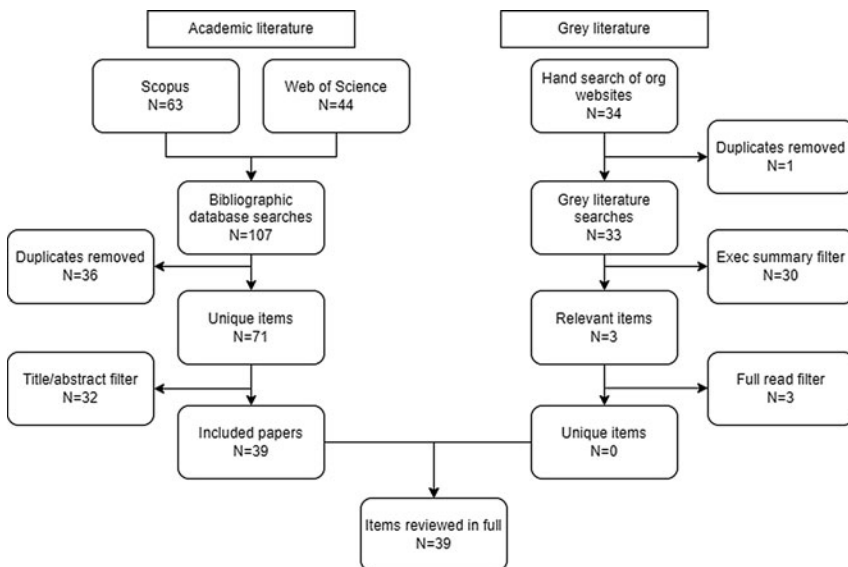 Academic literature
Grey literature
Scopus
N=63
Web of Science
N=44
Hand search of org
websites
N=34
Duplicates removed
N=1
Bibliographic
database searches
N=107
Grey literature
searches
N=33
Duplicates removed
N=36
Exec summary filter
N=30
Unique items
N=71
Relevant items
N=3
Title/abstract filter
N=32
Full read filter
N=3
Included papers
N=39
Unique items
N=0
Items reviewed in full
N=39